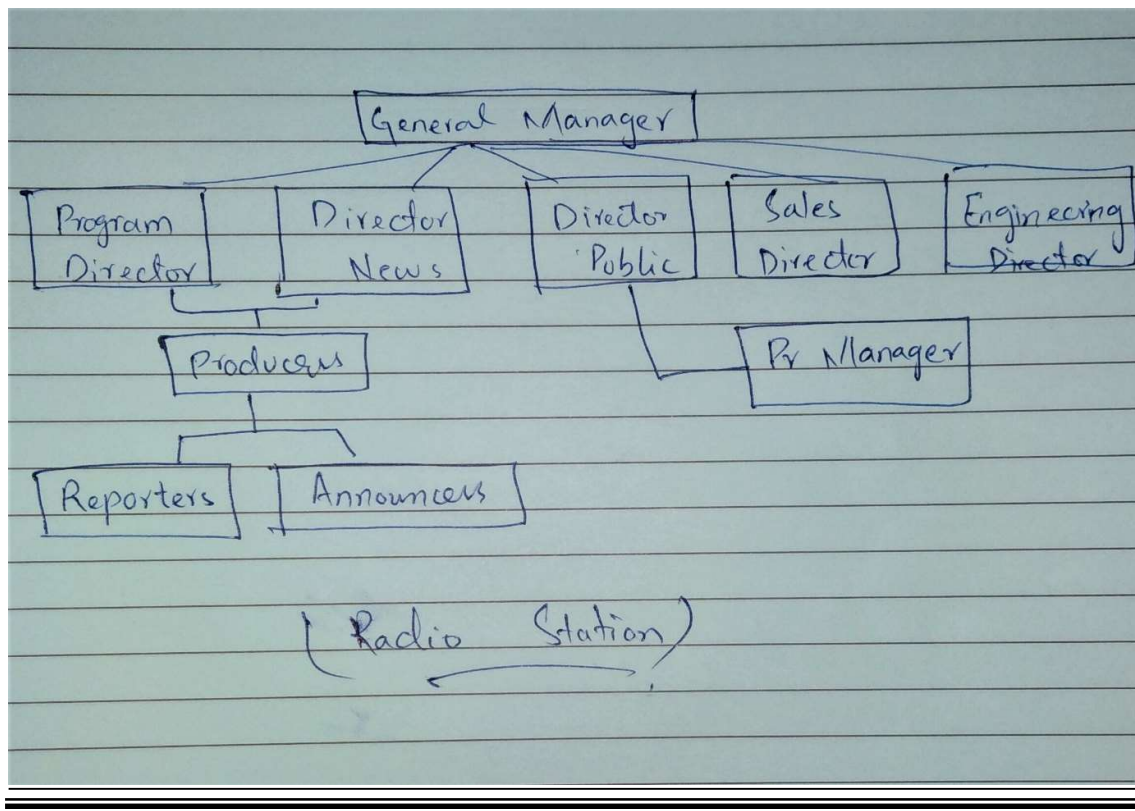 General Manager
Program
Director
Director
News
Director
Public
Sales
Director
Engineering
Director
Producers
Pr Manager
Reporters
Announcers
(Radio Station)